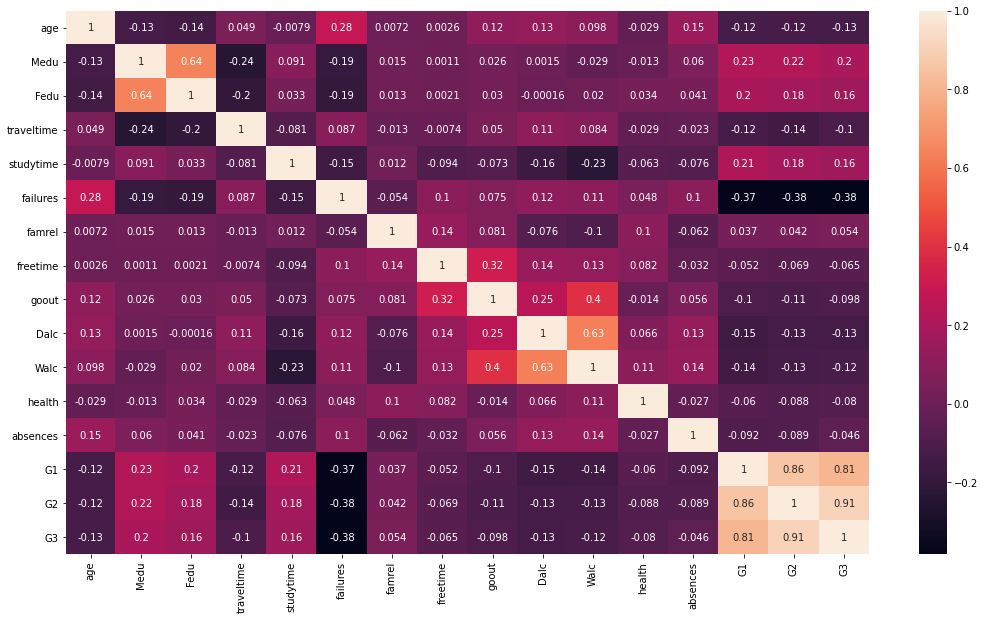 age 1 -0.13 -0.14 0.049 -0.0079 0.28 0.0072 0.0026 0.12 0.13 0.098 -0.029 0.15 -0.12 -0.12 -0.13
Medu -0.13 1 0.64 -0.24 0.091 -0.19 0.015 0.0011 0.026 0.0015 -0.029 -0.013 0.06 0.23 0.22 0.2
Fedu -0.14 0.64 1 -0.2 0.033 -0.19 0.013 0.0021 0.03 -0.00016 0.02 0.034 0.041 0.2 0.18 0.16
traveltime 0.049 -0.24 -0.2 1 -0.081 0.087 -0.013 -0.0074 0.05 0.11 0.084 -0.029 -0.023 -0.12 -0.14 -0.1
studytime -0.0079 0.091 0.033 -0.081 1 -0.15 0.012 -0.094 -0.073 -0.16 -0.23 -0.063 -0.076 0.21 0.18 0.16
failures 0.28 -0.19 -0.19 0.087 -0.15 1 -0.054 0.1 0.075 0.12 0.11 0.048 0.1 -0.37 -0.38 -0.38
famrel 0.0072 0.015 0.013 -0.013 0.012 -0.054 1 0.14 0.081 -0.076 -0.1 0.1 -0.062 0.037 0.042 0.054
freetime 0.0026 0.0011 0.0021 -0.0074 -0.094 0.1 0.14 1 0.32 0.14 0.13 0.082 -0.032 -0.052 -0.069 -0.065
goout 0.12 0.026 0.03 0.05 -0.073 0.075 0.081 0.32 1 0.25 0.4 -0.014 0.056 -0.1 -0.11 -0.098
Dalc 0.13 0.0015 -0.00016 0.11 -0.16 0.12 -0.076 0.14 0.25 1 0.63 0.066 0.13 -0.15 -0.13 -0.13
Walc 0.098 -0.029 0.02 0.084 -0.23 0.11 -0.1 0.13 0.4 0.63 1 0.11 0.14 -0.14 -0.13 -0.12
health -0.029 -0.013 0.034 -0.029 -0.063 0.048 0.1 0.082 -0.014 0.066 0.11 1 -0.027 -0.06 -0.088 -0.08
absences 0.15 0.06 0.041 -0.023 -0.076 0.1 -0.062 -0.032 0.056 0.13 0.14 -0.027 1 -0.092 -0.089 -0.046
G1 -0.12 0.23 0.2 -0.12 0.21 -0.37 0.037 -0.052 -0.1 -0.15 -0.14 -0.06 -0.092 1 0.86 0.81
G2 -0.12 0.22 0.18 -0.14 0.18 -0.38 0.042 -0.069 -0.11 -0.13 -0.13 -0.088 -0.089 0.86 1 0.91
G3 -0.13 0.2 0.16 -0.1 0.16 -0.38 0.054 -0.065 -0.098 -0.13 -0.12 -0.08 -0.046 0.81 0.91 1
age Medu Fedu traveltime studytime failures famrel freetime goout Dalc Walc health absences G1 G2 G3
1.0
0.8
0.6
0.4
0.2
0.0
−0.2